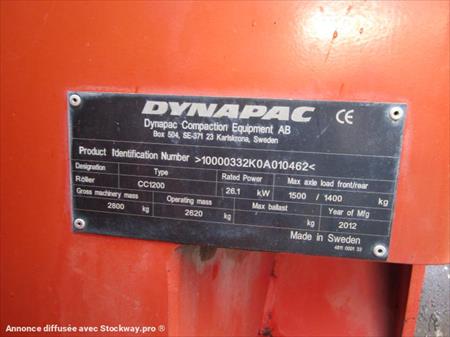 DYNAPAC
CE
Dynapac Compaction Equipment AB
Box 504, SE-371 23 Karlskrona, Sweden
Product Identification Number >10000332K0A010462<
Designation Type Rated Power Max axle load front/rear
Roller CC1200 26.1 kW 1500 / 1400 kg
Gross machinery mass Operating mass Max ballast Year of Mfg
2800 kg 2620 kg kg 2012
Made in Sweden
4811 0001 33
Annonce diffusée avec Stockway.pro ®